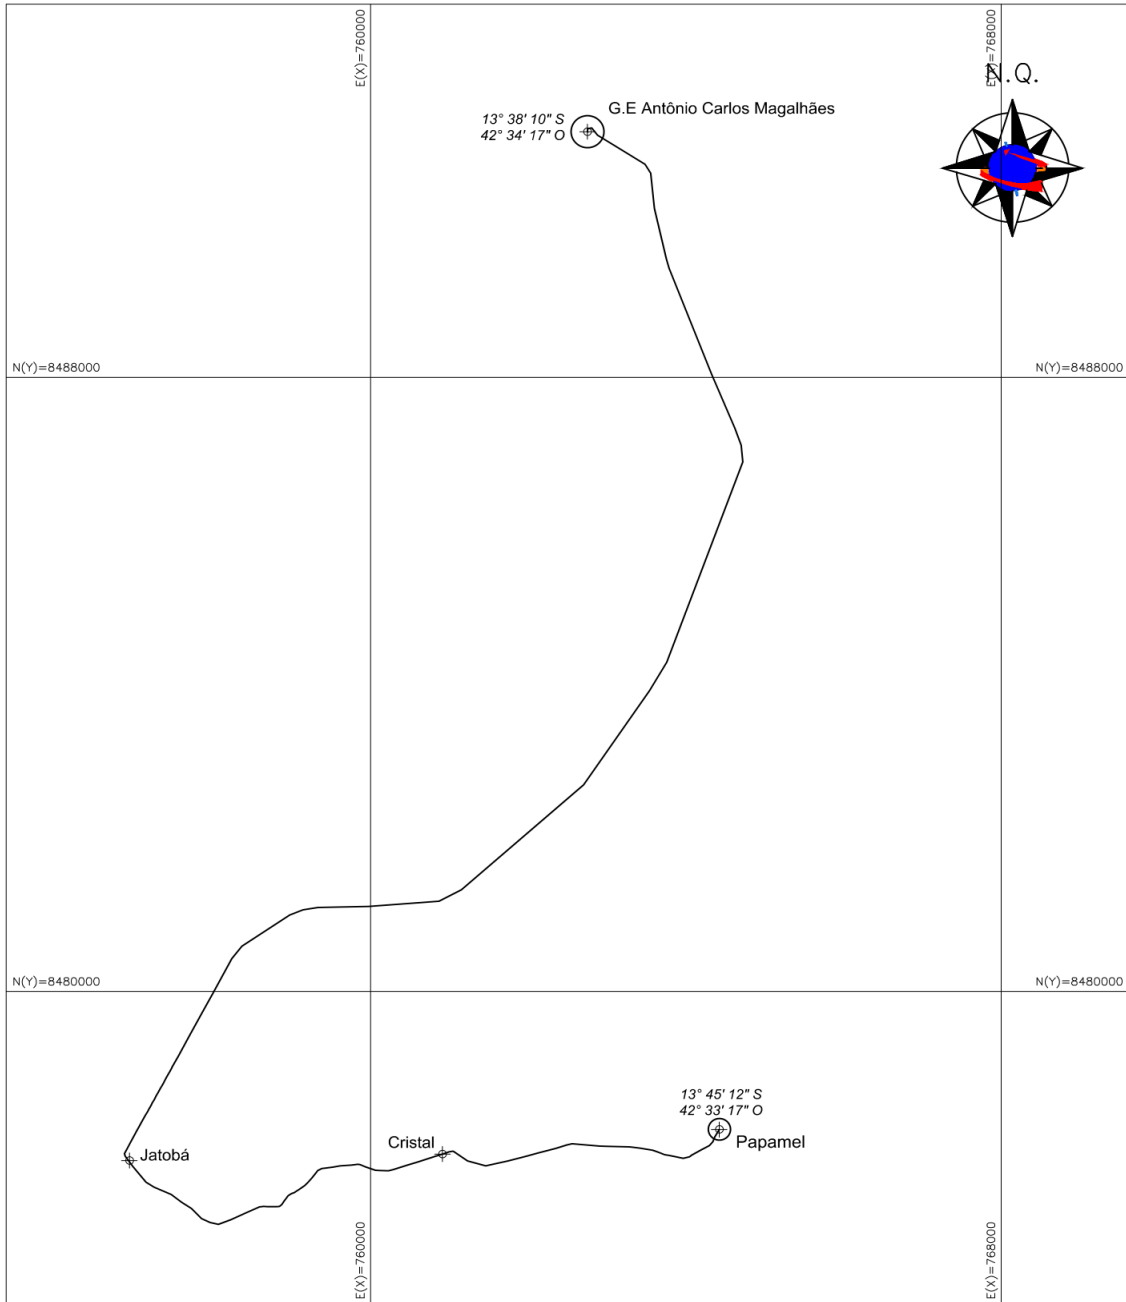 E(X)=760000
E(X)=768000
N.Q.
G.E Antônio Carlos Magalhães
13° 38' 10" S
42° 34' 17" O
N(Y)=8488000
N(Y)=8488000
N(Y)=8480000
N(Y)=8480000
13° 45' 12" S
42° 33' 17" O
Cristal
Papamel
Jatobá
E(X)=760000
E(X)=768000